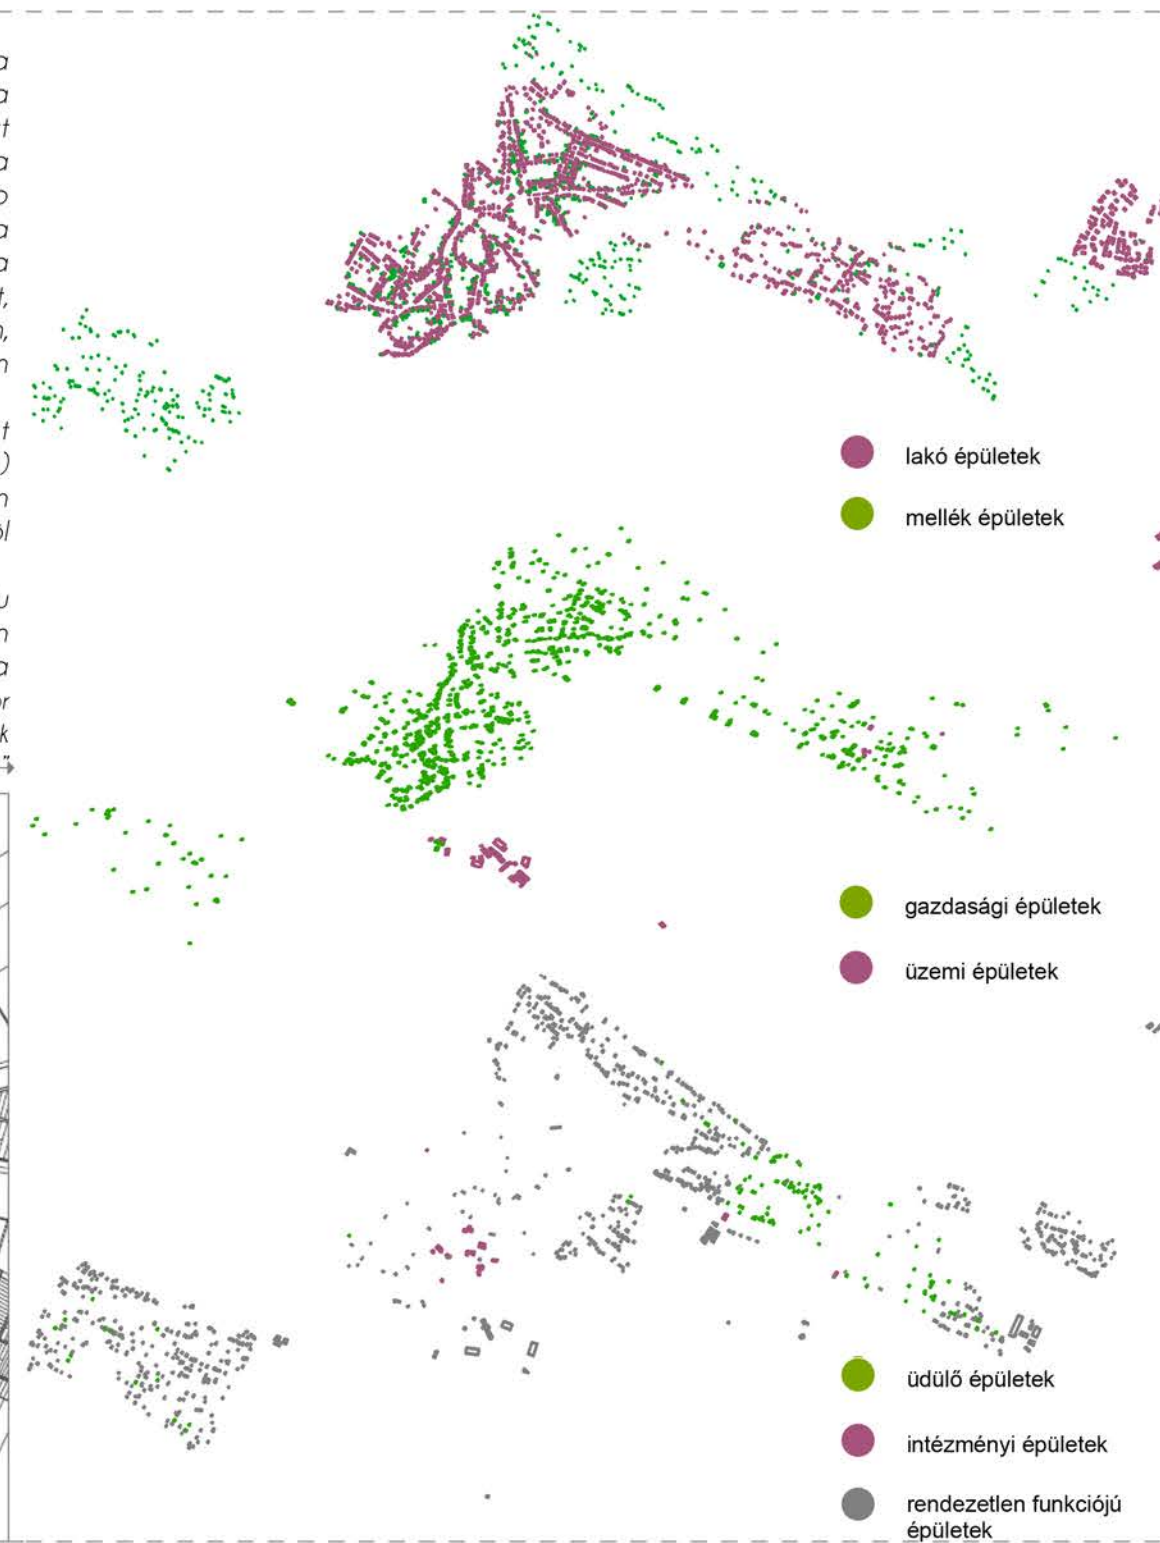 lakó épületek
mellék épületek
gazdasági épületek
üzemi épületek
üdülő épületek
intézményi épületek
rendezetlen funkciójú
épületek